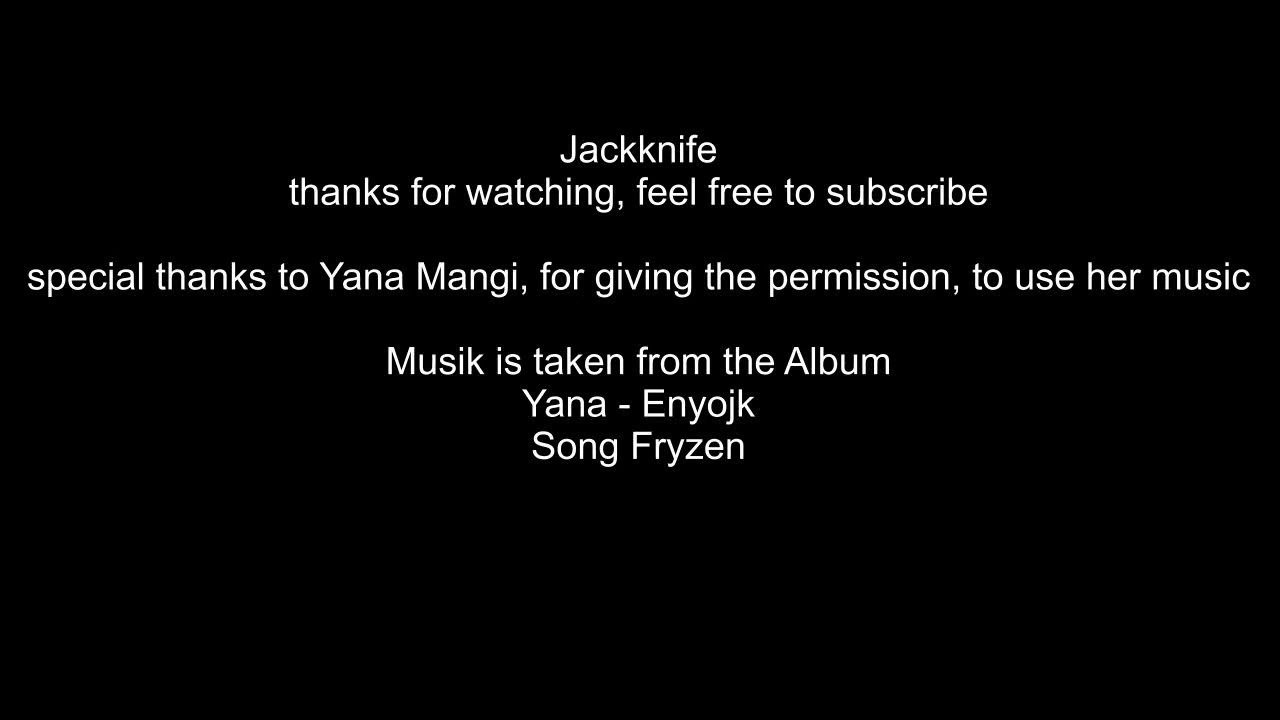 Jackknife
thanks for watching, feel free to subscribe
special thanks to Yana Mangi, for giving the permission, to use her music
Musik is taken from the Album
Yana - Enyojk
Song Fryzen